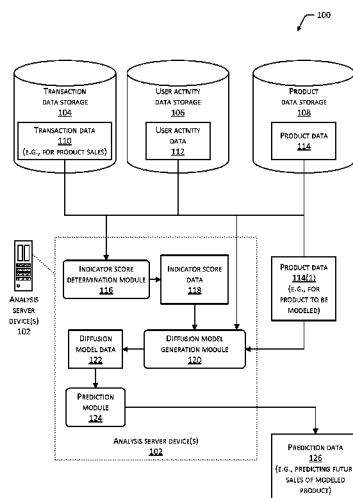 100
TRANSACTION
DATA STORAGE
104
TRANSACTION DATA
110
(E.G., FOR PRODUCT SALES)
USER ACTIVITY
DATA STORAGE
106
USER ACTIVITY DATA
112
PRODUCT
DATA STORAGE
108
PRODUCT DATA
114
ANALYSIS
SERVER
DEVICE(S)
102
INDICATOR SCORE
DETERMINATION MODULE
116
INDICATOR SCORE
DATA
118
PRODUCT DATA
114(1)
(E.G., FOR
PRODUCT TO BE
MODELED)
DIFFUSION MODEL
DATA
122
DIFFUSION MODEL
GENERATION MODULE
120
PREDICTION
MODULE
124
ANALYSIS SERVER DEVICE(S)
102
PREDICTION DATA
126
(E.G., PREDICTING FUTUR
SALES OF MODELED
PRODUCT)